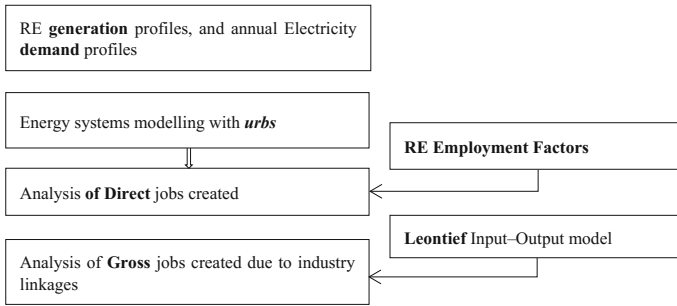 RE generation profiles, and annual Electricity
demand profiles
Energy systems modelling with urbs
RE Employment Factors
Analysis of Direct jobs created
Leontief Input–Output model
Analysis of Gross jobs created due to industry
linkages